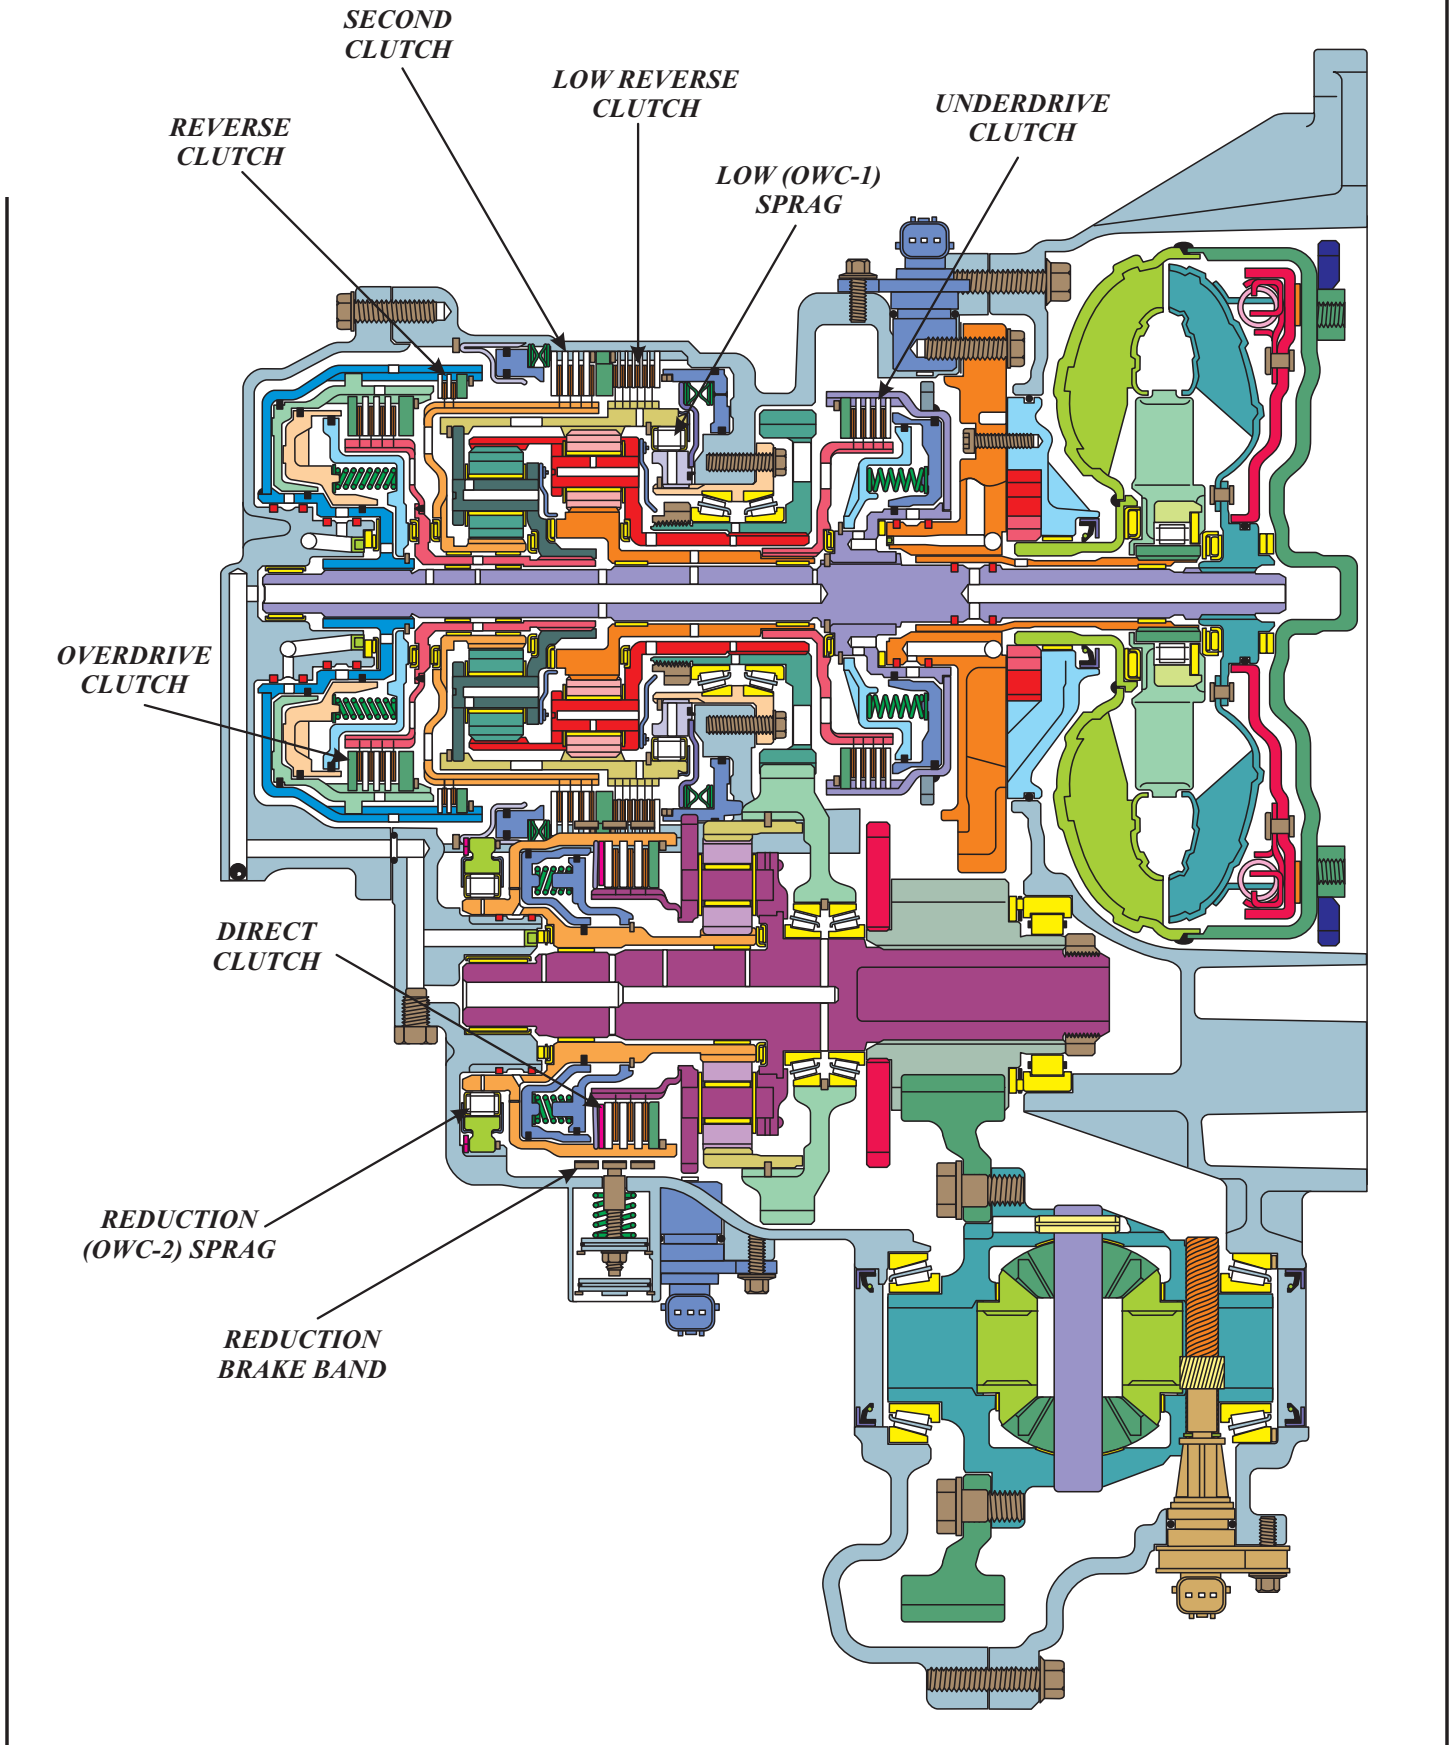 SECOND
CLUTCH
LOW REVERSE
CLUTCH
UNDERDRIVE
CLUTCH
REVERSE
CLUTCH
LOW (OWC-1)
SPRAG
OVERDRIVE
CLUTCH
DIRECT
CLUTCH
REDUCTION
(OWC-2) SPRAG
REDUCTION
BRAKE BAND